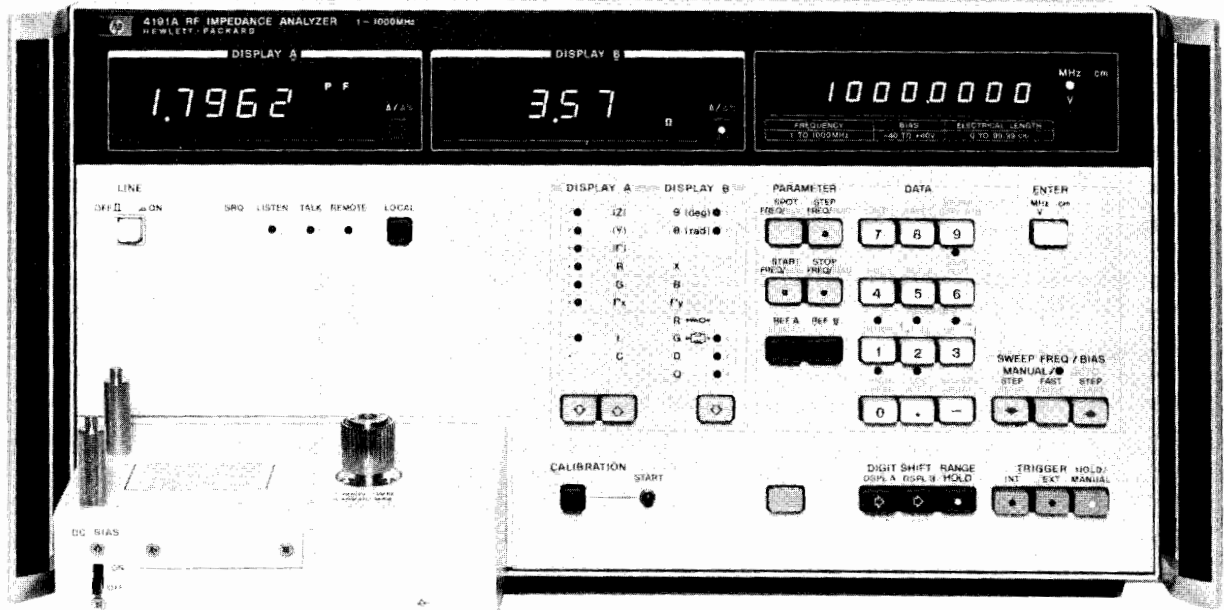 hp 4191A RF IMPEDANCE ANALYZER 1 - 1000MHz
HEWLETT-PACKARD
DISPLAY A
DISPLAY B
1.7962 P F
3.57 Ω
1000.0000
MHz cm
V
FREQUENCY BIAS ELECTRICAL LENGTH
1 TO 1000MHz -40 TO +40V 0 TO 99.99 cm
LINE
OFF ON
SRQ LISTEN TALK REMOTE LOCAL
DISPLAY A DISPLAY B
|Z| θ (deg)
|Y| θ (rad)
|Γ|
R X
G B
Γx Γy
R
L G
C D
Q
PARAMETER
SPOT FREQ/ STEP FREQ/
START FREQ/ STOP FREQ/
REF A REF B
DATA
7 8 9
4 5 6
1 2 3
0 . -
ENTER
MHz cm
V
SWEEP FREQ / BIAS
MANUAL/
STEP FAST STEP
CALIBRATION
START
DIGIT SHIFT RANGE
DSPL A DSPL B HOLD
TRIGGER HOLD/
INT EXT MANUAL
DC BIAS
ON
OFF